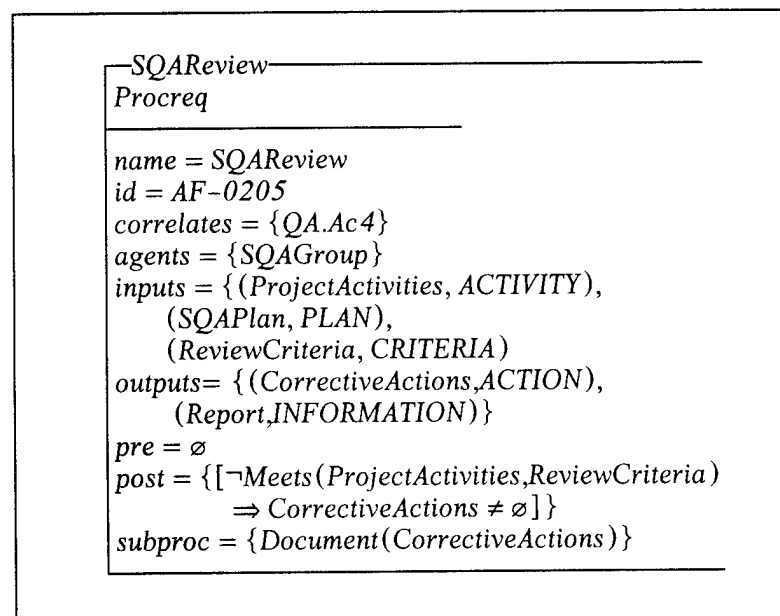 SQAReview
Procreq
name = SQAReview
id = AF-0205
correlates = {QA.Ac4}
agents = {SQAGroup}
inputs = {(ProjectActivities, ACTIVITY),
(SQAPlan, PLAN),
(ReviewCriteria, CRITERIA)
outputs= {(CorrectiveActions,ACTION),
(Report,INFORMATION)}
pre = ∅
post = {[¬Meets(ProjectActivities,ReviewCriteria)
⇒ CorrectiveActions ≠ ∅]}
subproc = {Document(CorrectiveActions)}